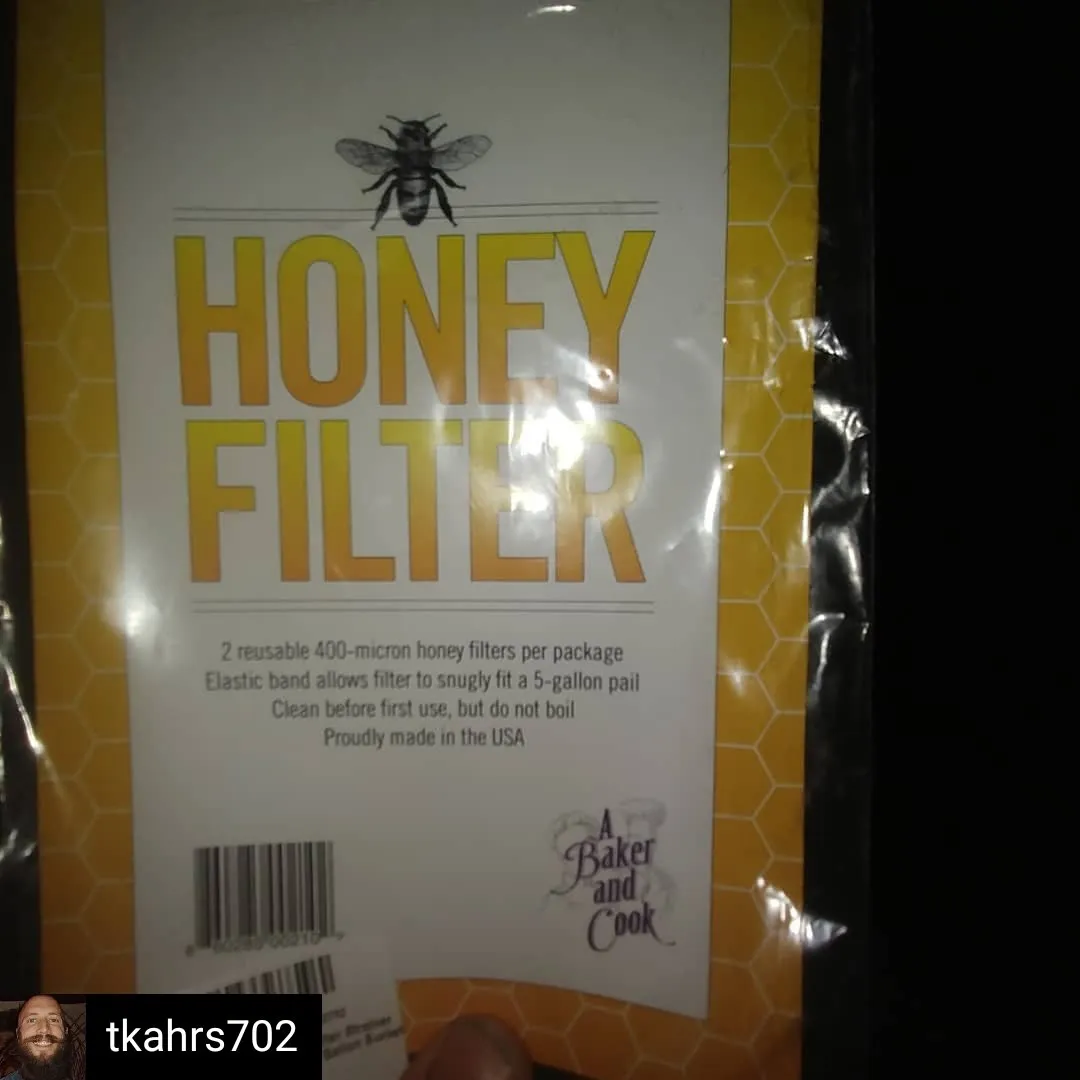 HONEY
FILTER
2 reusable 400-micron honey filters per package
Elastic band allows filter to snugly fit a 5-gallon pail
Clean before first use, but do not boil
Proudly made in the USA
A
Baker
and
Cook
tkahrs702